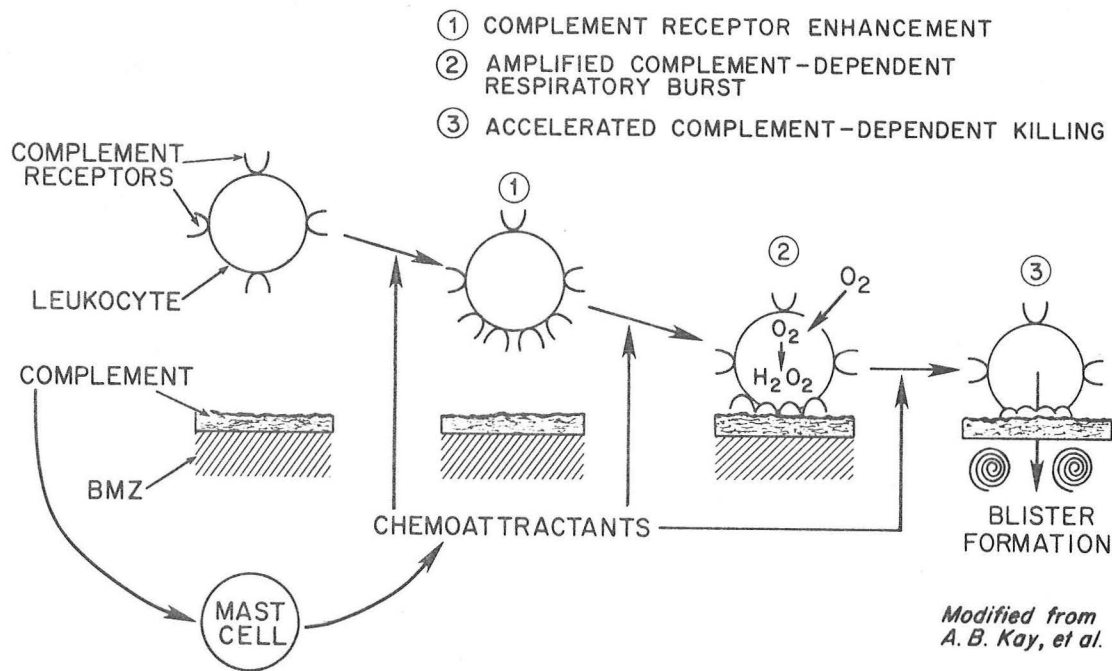 ① COMPLEMENT RECEPTOR ENHANCEMENT
② AMPLIFIED COMPLEMENT-DEPENDENT
RESPIRATORY BURST
③ ACCELERATED COMPLEMENT-DEPENDENT KILLING
COMPLEMENT
RECEPTORS
LEUKOCYTE
①
②
O₂
O₂
H₂O₂
③
COMPLEMENT
BMZ
CHEMOATTRACTANTS
BLISTER
FORMATION
MAST
CELL
Modified from
A. B. Kay, et al.